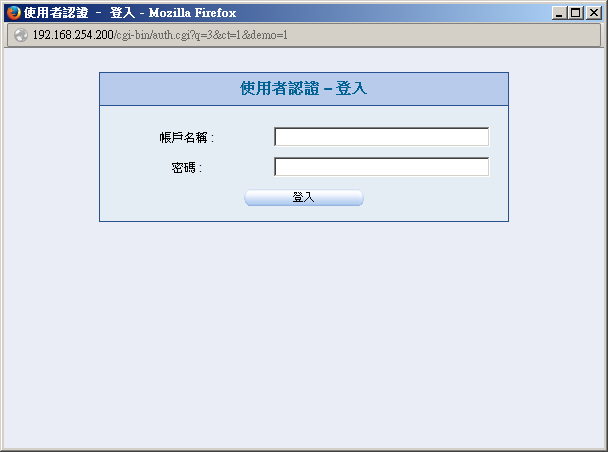 使用者認證 - 登入 - Mozilla Firefox
192.168.254.200/cgi-bin/auth.cgi?q=3&ct=1&demo=1
使用者認證 – 登入
帳戶名稱 :
密碼 :
登入